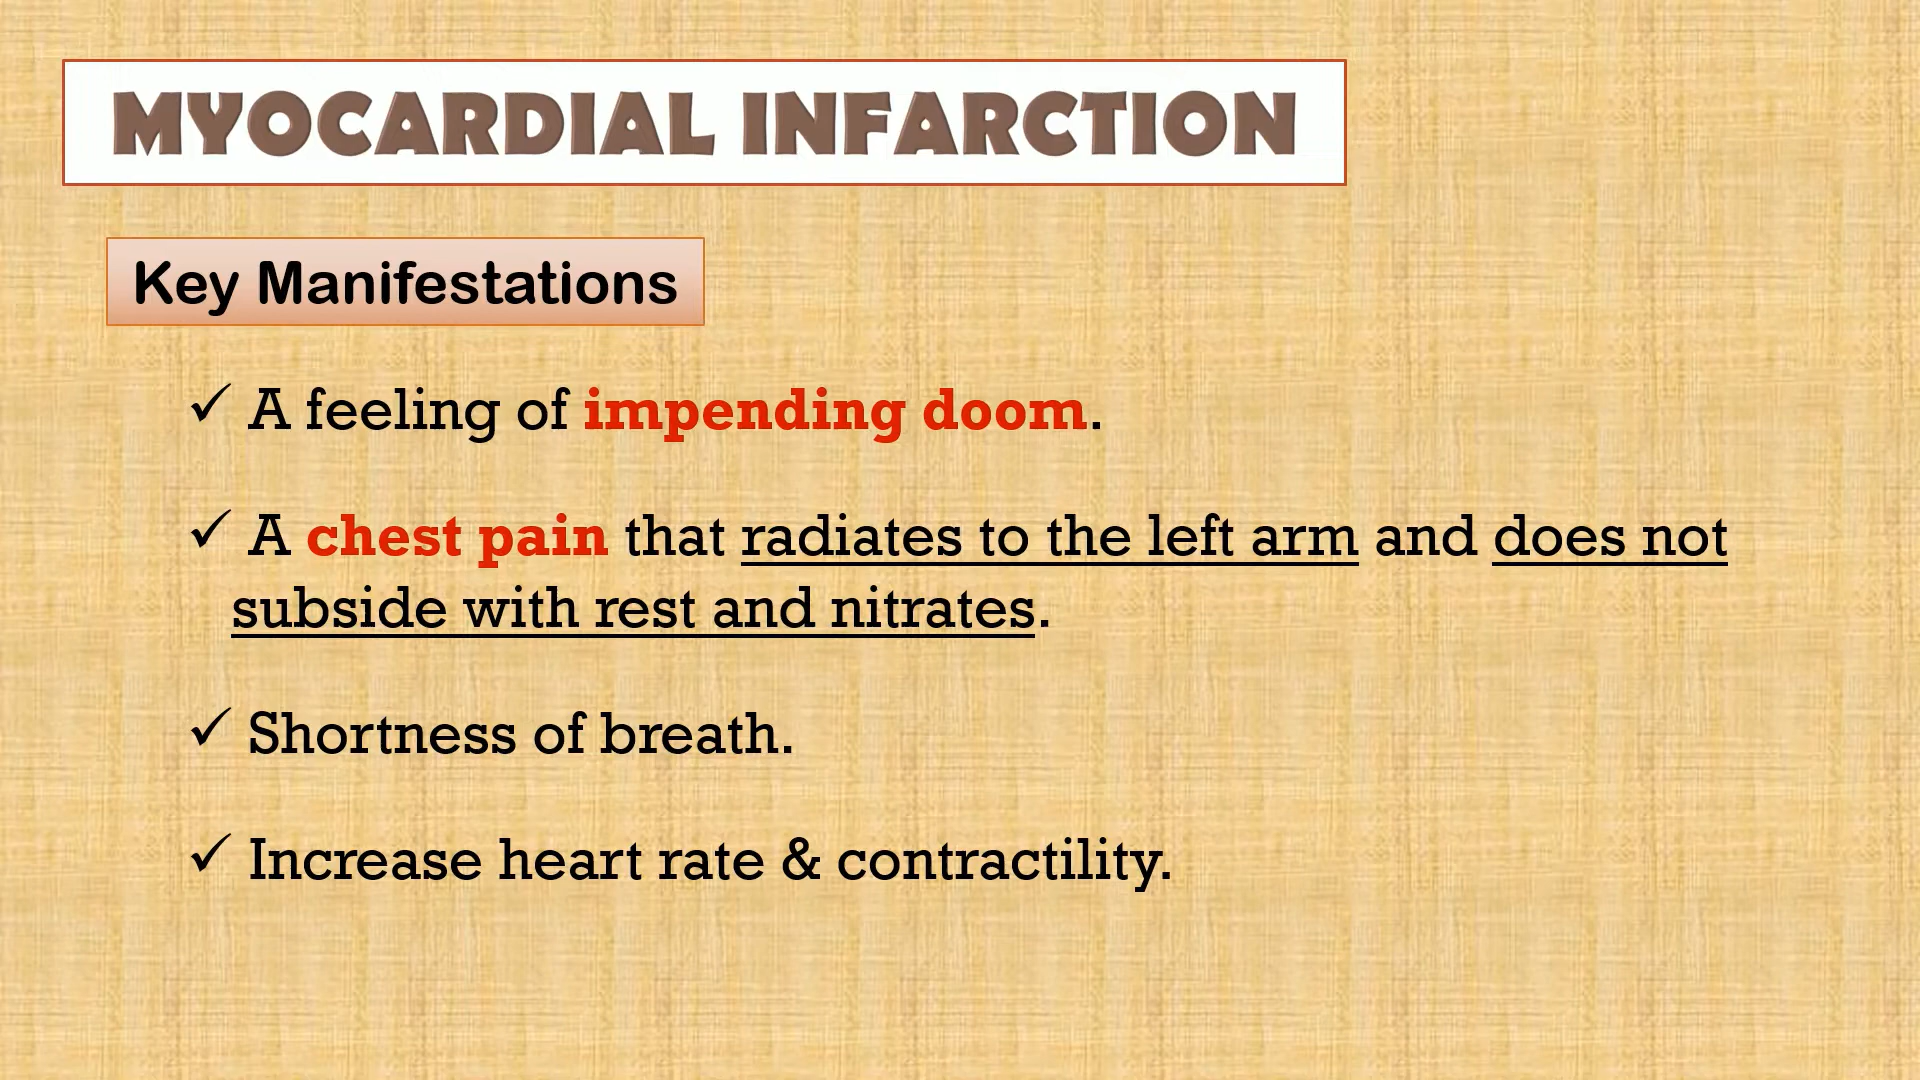 MYOCARDIAL INFARCTION
Key Manifestations
✓ A feeling of impending doom.
✓ A chest pain that radiates to the left arm and does not
subside with rest and nitrates.
✓ Shortness of breath.
✓ Increase heart rate & contractility.